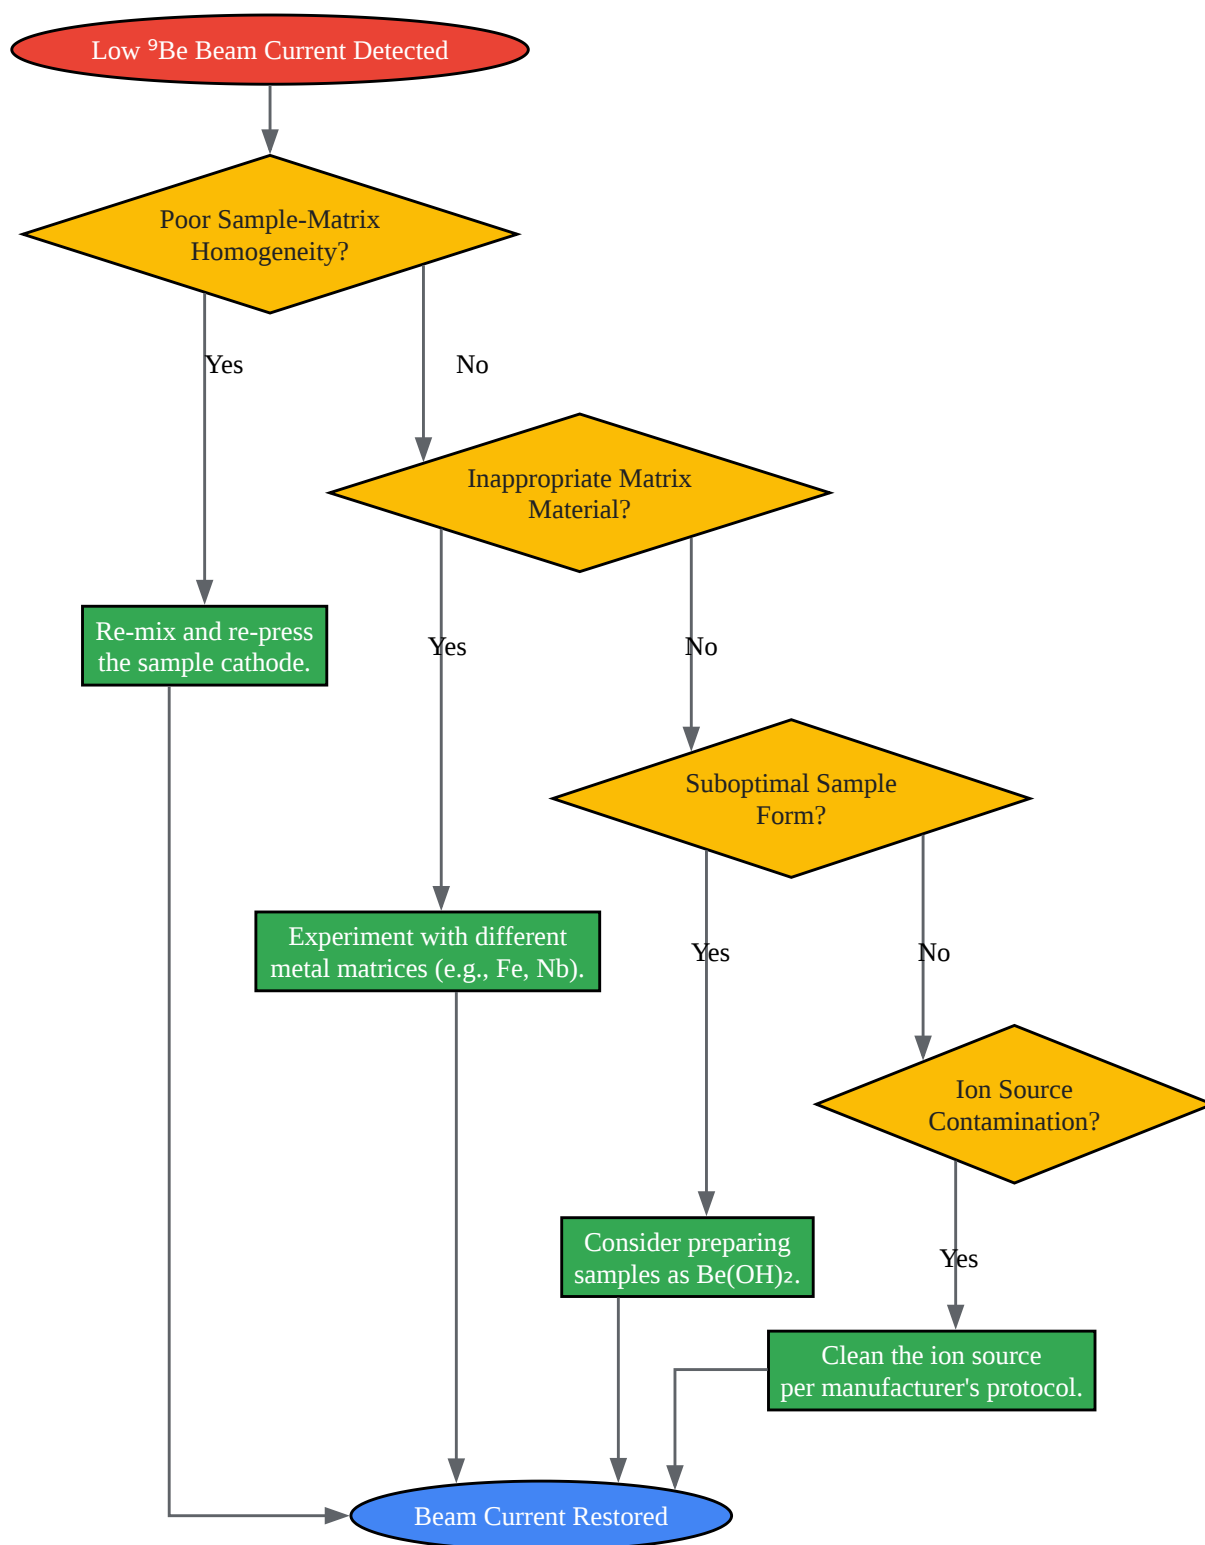 Low ⁹Be Beam Current Detected
Poor Sample-Matrix
Homogeneity?
Yes
No
Inappropriate Matrix
Material?
Re-mix and re-press
the sample cathode.
Yes
No
Suboptimal Sample
Form?
Experiment with different
metal matrices (e.g., Fe, Nb).
Yes
No
Ion Source
Contamination?
Consider preparing
samples as Be(OH)₂.
Yes
Clean the ion source
per manufacturer's protocol.
Beam Current Restored